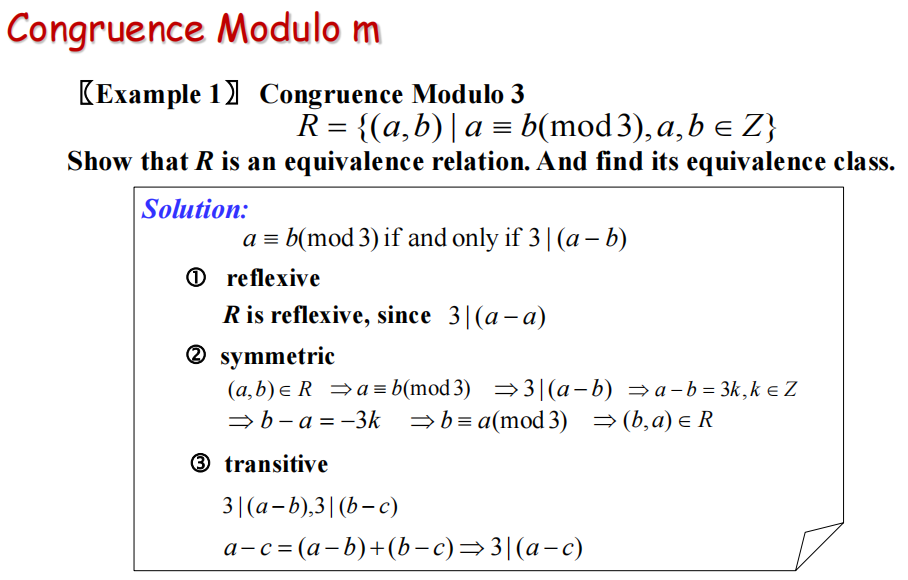 Congruence Modulo m
〖Example 1〗 Congruence Modulo 3
R = {(a,b) | a ≡ b(mod 3), a,b ∈ Z}
Show that R is an equivalence relation. And find its equivalence class.
Solution:
a ≡ b(mod 3) if and only if 3 | (a − b)
① reflexive
R is reflexive, since 3 | (a − a)
② symmetric
(a,b) ∈ R ⇒ a ≡ b(mod 3) ⇒ 3 | (a − b) ⇒ a − b = 3k, k ∈ Z
⇒ b − a = −3k ⇒ b ≡ a(mod 3) ⇒ (b,a) ∈ R
③ transitive
3 | (a − b),3 | (b − c)
a − c = (a − b) + (b − c) ⇒ 3 | (a − c)